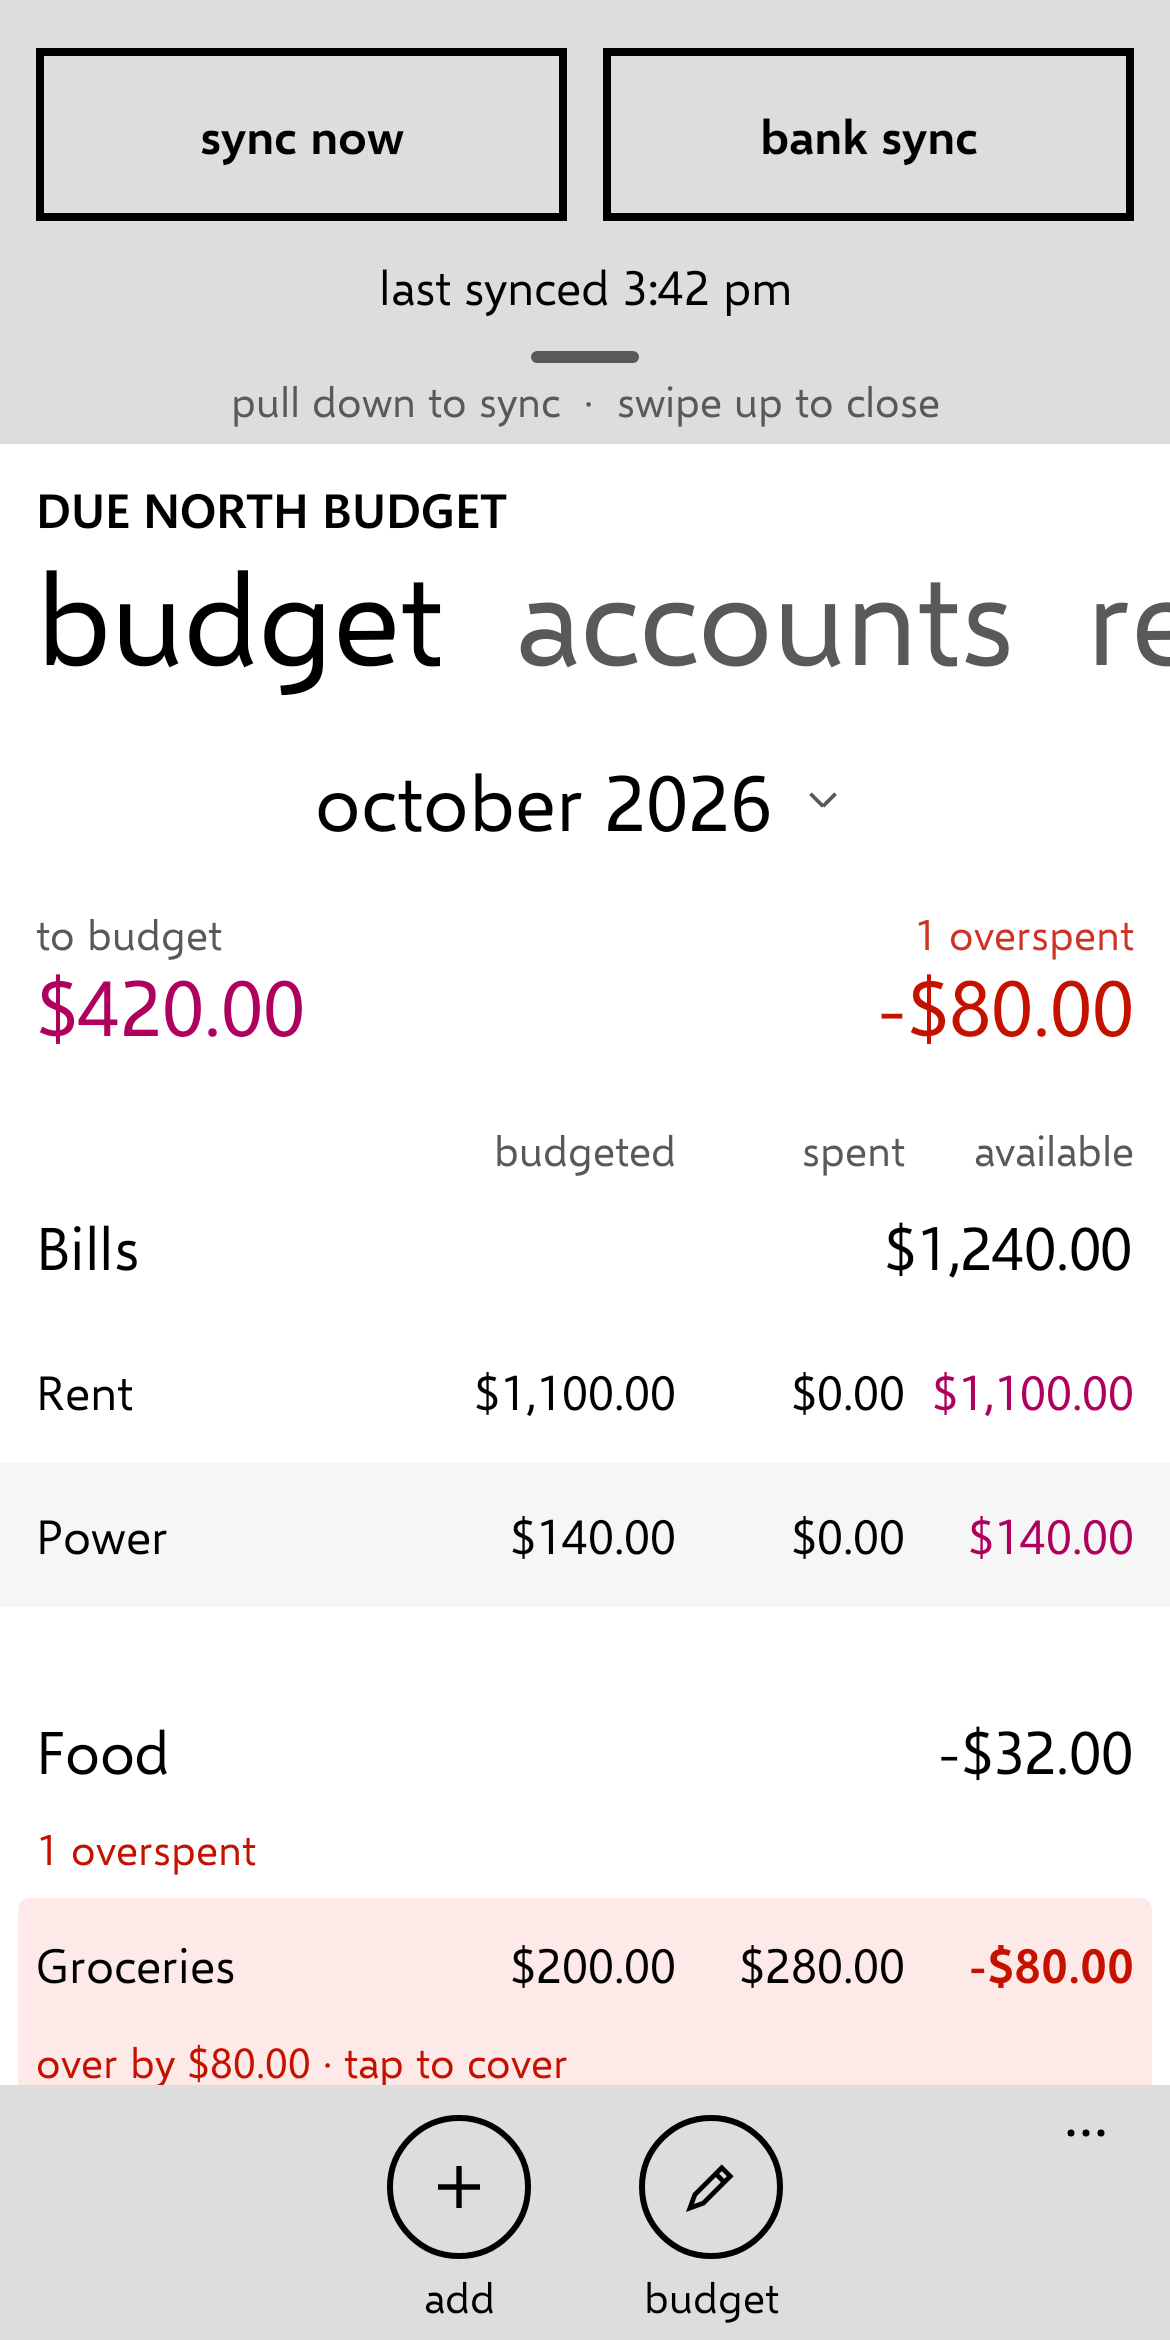 sync now bank sync
last synced 3:42 pm
pull down to sync · swipe up to close
DUE NORTH BUDGET
budget accounts re
october 2026
to budget 1 overspent
$420.00 -$80.00
budgeted spent available
Bills $1,240.00
Rent $1,100.00 $0.00 $1,100.00
Power $140.00 $0.00 $140.00
Food -$32.00
1 overspent
Groceries $200.00 $280.00 -$80.00
over by $80.00 · tap to cover
add budget